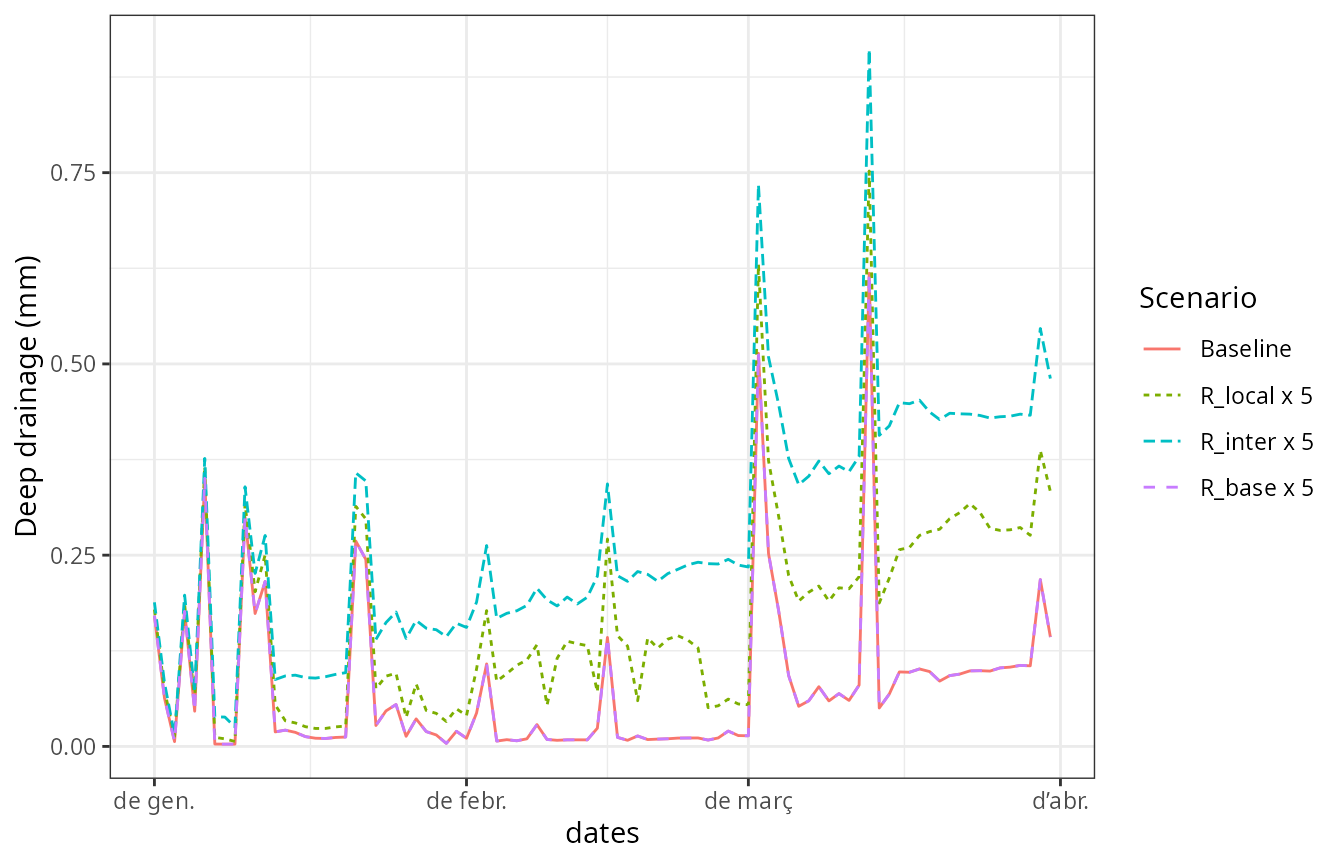 Deep drainage (mm)
0.75
0.50
0.25
0.00
de gen.
de febr.
de març
d’abr.
dates
Scenario
Baseline
R_local x 5
R_inter x 5
R_base x 5